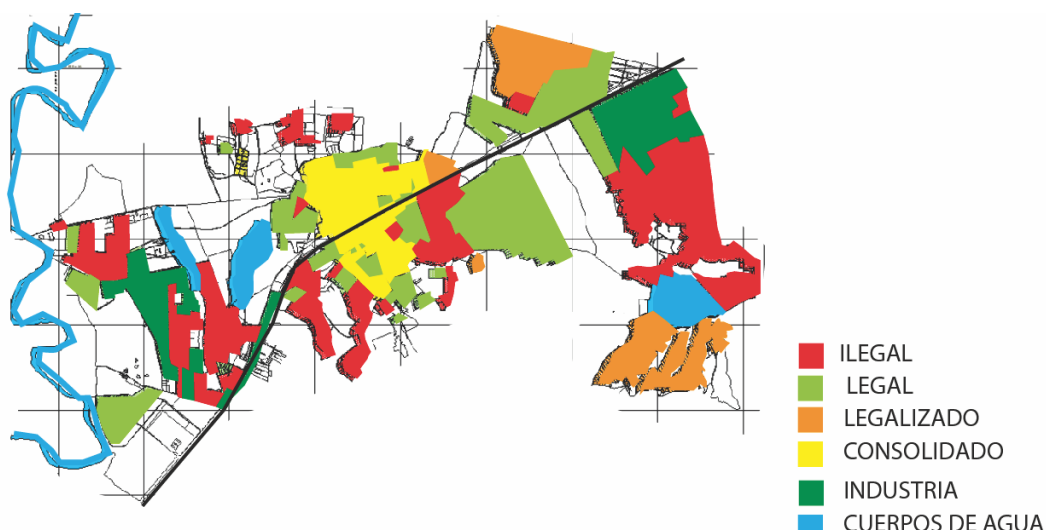 ILEGAL
LEGAL
LEGALIZADO
CONSOLIDADO
INDUSTRIA
CUERPOS DE AGUA